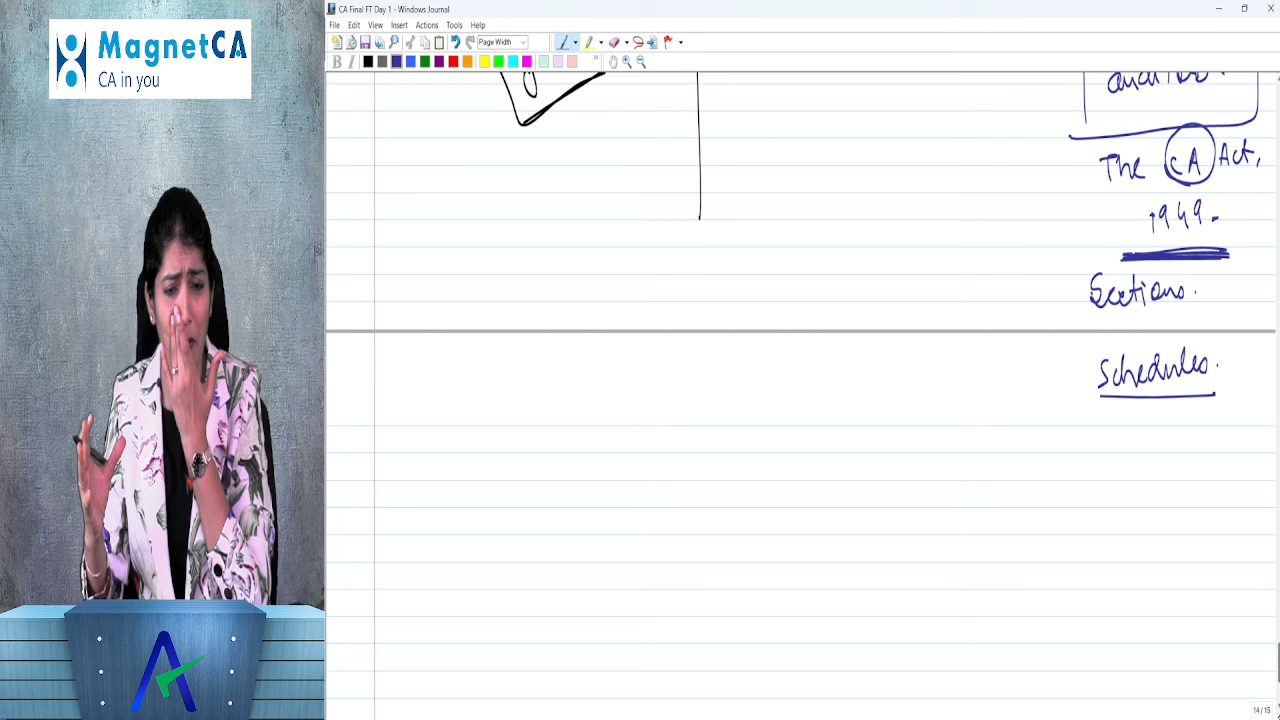 MagnetCA
CA in you
CA Final FT Day 1 - Windows Journal
File Edit View Insert Actions Tools Help
Page Width
B I
The CA Act,
1949.
Sections.
Schedules.
14 / 15